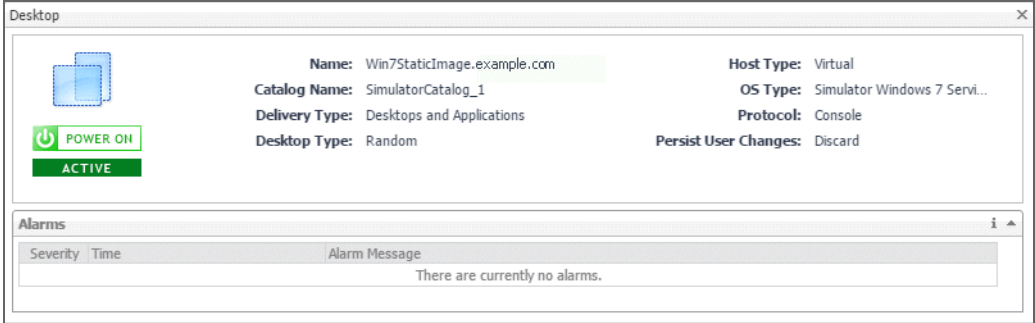 Desktop
Name: Win7StaticImage.example.com Host Type: Virtual
Catalog Name: SimulatorCatalog_1 OS Type: Simulator Windows 7 Servi...
Delivery Type: Desktops and Applications Protocol: Console
Desktop Type: Random Persist User Changes: Discard
POWER ON
ACTIVE
Alarms
Severity Time Alarm Message
There are currently no alarms.